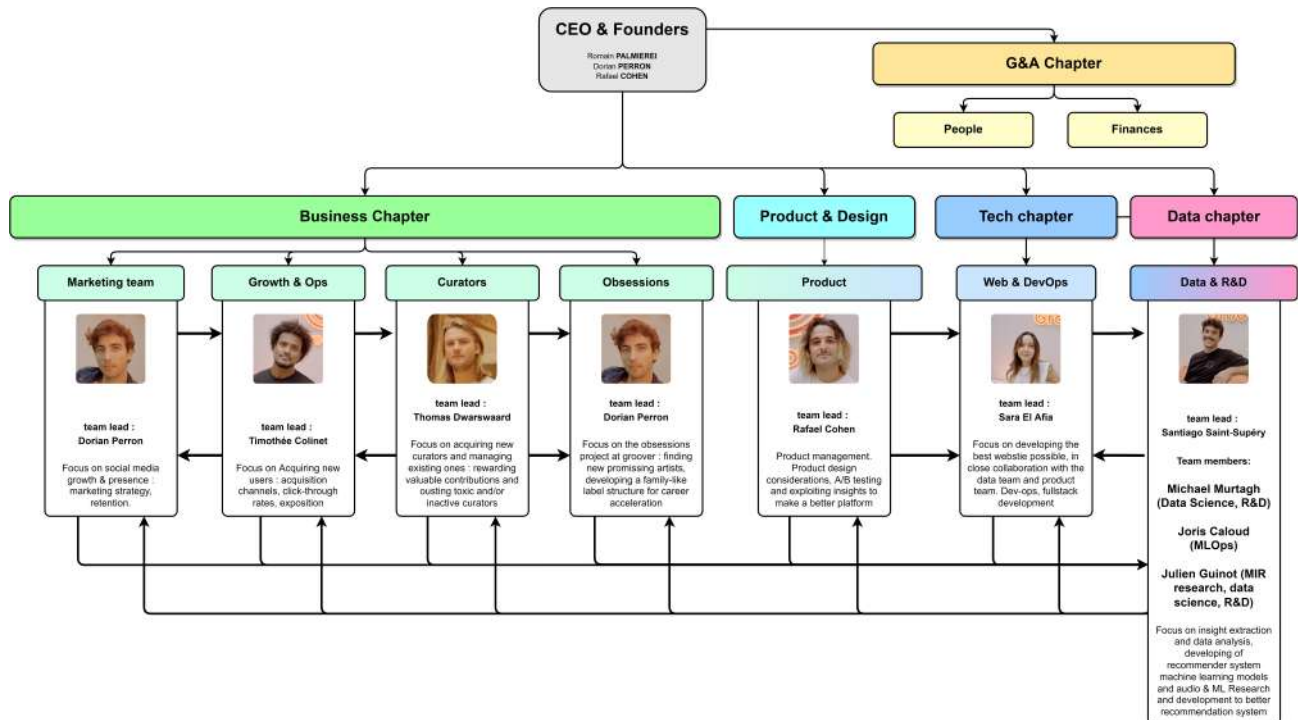 CEO & Founders
Romain PALMIEREI
Dorian PERRON
Rafael COHEN
G&A Chapter
People
Finances
Business Chapter
Product & Design
Tech chapter
Data chapter
Marketing team
Growth & Ops
Curators
Obsessions
Product
Web & DevOps
Data & R&D
team lead :
Dorian Perron
Focus on social media
growth & presence :
marketing strategy,
retention.
team lead :
Timothée Colinet
Focus on Acquiring new
users : acquisition
channels, click-through
rates, exposition
team lead :
Thomas Dwarswaard
Focus on acquiring new
curators and managing
existing ones : rewarding
valuable contributions and
ousting toxic and/or
inactive curators
team lead :
Dorian Perron
Focus on the obsessions
project at groover : finding
new promissing artists,
developing a family-like
label structure for career
acceleration
team lead :
Rafael Cohen
Product management.
Product design
considerations, A/B testing
and exploiting insights to
make a better platform
team lead :
Sara El Afia
Focus on developing the
best webstie possible, in
close collaboration with the
data team and product
team. Dev-ops, fullstack
development
team lead :
Santiago Saint-Supéry
Team members:
Michael Murtagh
(Data Science, R&D)
Joris Caloud
(MLOps)
Julien Guinot (MIR
research, data
science, R&D)
Focus on insight extraction
and data analysis,
developing of
recommender system
machine learning models
and audio & ML Research
and development to better
recommendation system